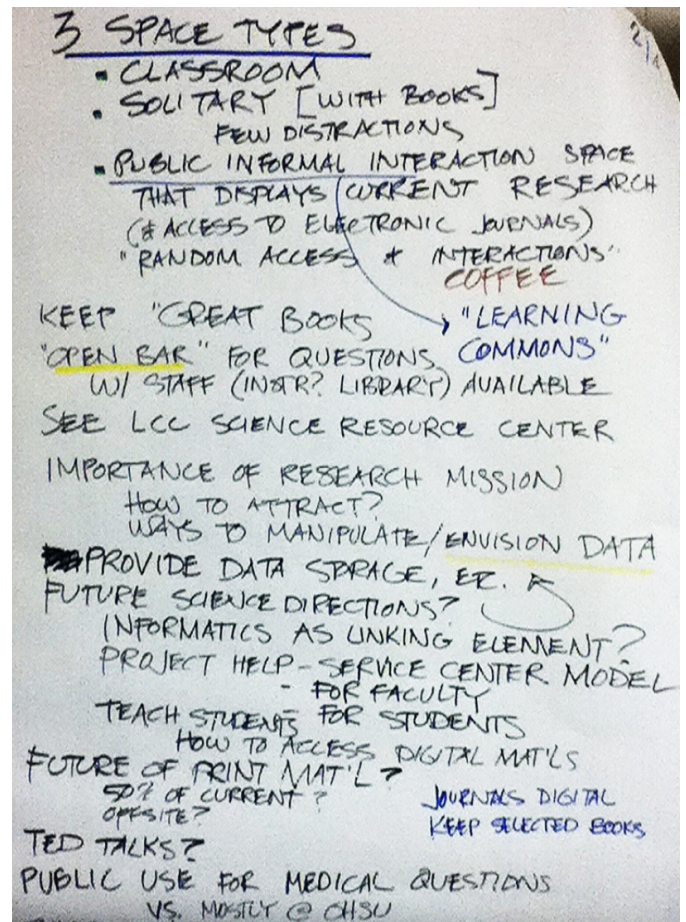 3 SPACE TYPES
2/
▪ CLASSROOM
▪ SOLITARY [WITH BOOKS]
FEW DISTRACTIONS
▪ PUBLIC INFORMAL INTERACTION SPACE
THAT DISPLAYS CURRENT RESEARCH
(& ACCESS TO ELECTRONIC JOURNALS)
"RANDOM ACCESS & INTERACTIONS"
COFFEE
KEEP "GREAT BOOKS
"LEARNING
COMMONS"
"OPEN BAR" FOR QUESTIONS
W/ STAFF (INSTR? LIBRARY) AVAILABLE
SEE LCC SCIENCE RESOURCE CENTER
IMPORTANCE OF RESEARCH MISSION
HOW TO ATTRACT?
WAYS TO MANIPULATE/ENVISION DATA
PROVIDE DATA STORAGE, ETC.
FUTURE SCIENCE DIRECTIONS?
INFORMATICS AS LINKING ELEMENT?
PROJECT HELP - SERVICE CENTER MODEL
- FOR FACULTY
- FOR STUDENTS
TEACH STUDENTS
HOW TO ACCESS DIGITAL MAT'LS
FUTURE OF PRINT MAT'L?
50% OF CURRENT?
OFFSITE?
JOURNALS DIGITAL
KEEP SELECTED BOOKS
TED TALKS?
PUBLIC USE FOR MEDICAL QUESTIONS
VS. MOSTLY @ OHSU